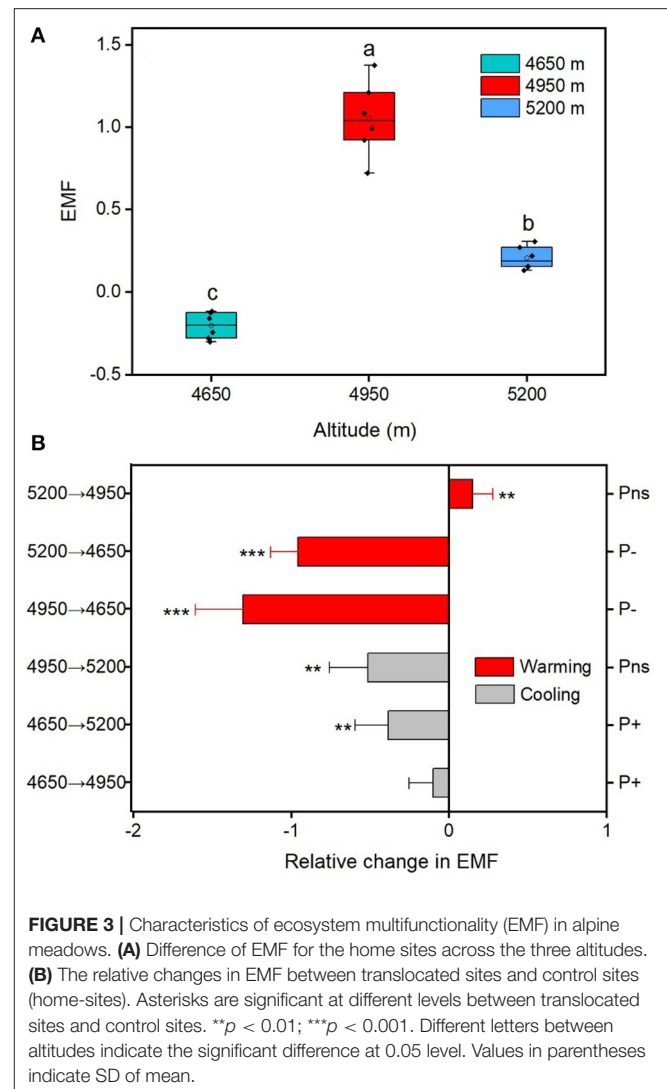 A
1.5
1.0
0.5
0.0
-0.5
EMF
a
b
c
4650 m
4950 m
5200 m
4650
4950
5200
Altitude (m)
B
5200→4950
** Pns
5200→4650
*** P-
4950→4650
*** P-
4950→5200
** Pns
4650→5200
** P+
4650→4950
P+
Warming
Cooling
-2
-1
0
1
Relative change in EMF
FIGURE 3 | Characteristics of ecosystem multifunctionality (EMF) in alpine
meadows. (A) Difference of EMF for the home sites across the three altitudes.
(B) The relative changes in EMF between translocated sites and control sites
(home-sites). Asterisks are significant at different levels between translocated
sites and control sites. **p < 0.01; ***p < 0.001. Different letters between
altitudes indicate the significant difference at 0.05 level. Values in parentheses
indicate SD of mean.